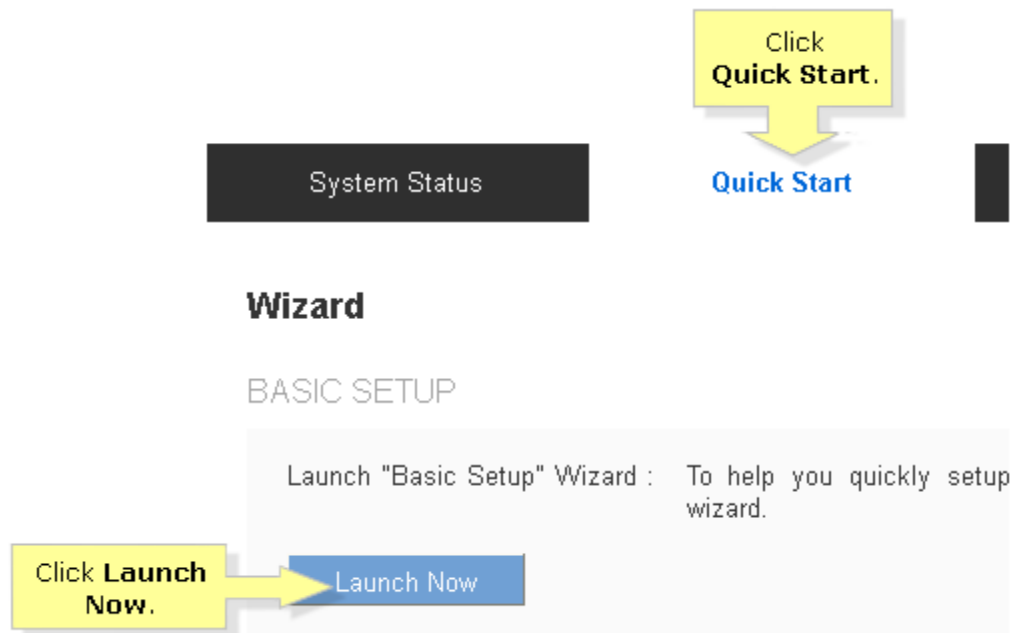 Click
Quick Start.
System Status
Quick Start
Wizard
BASIC SETUP
Launch "Basic Setup" Wizard : To help you quickly setup
wizard.
Click Launch
Now.
Launch Now